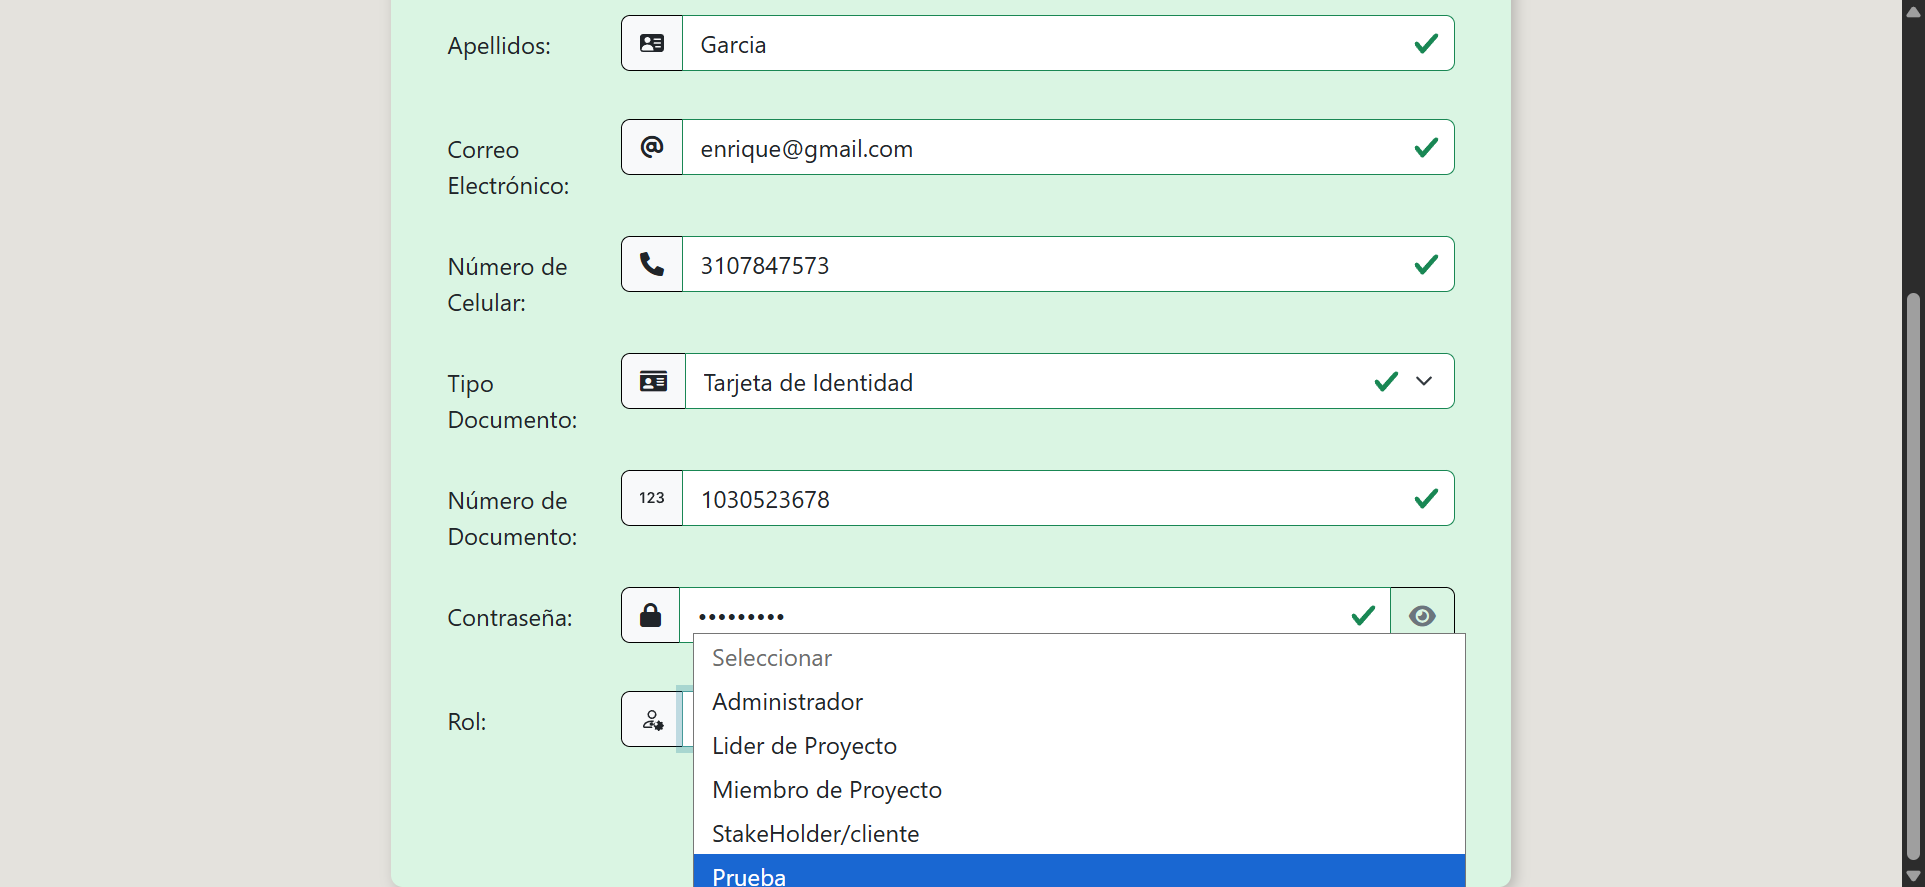 Apellidos:
Garcia
Correo
Electrónico:
enrique@gmail.com
Número de
Celular:
3107847573
Tipo
Documento:
Tarjeta de Identidad
Número de
Documento:
123
1030523678
Contraseña:
•••••••••
Rol:
Seleccionar
Administrador
Lider de Proyecto
Miembro de Proyecto
StakeHolder/cliente
Prueba